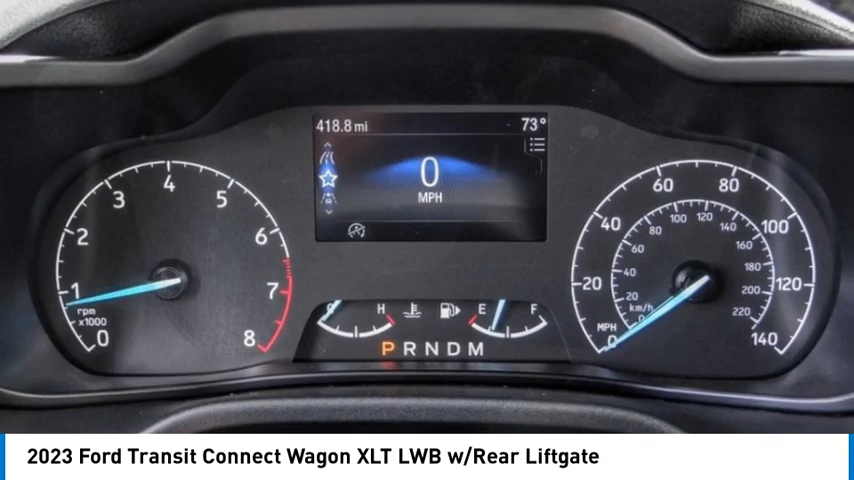 418.8 mi 73°
0
MPH
0 1 2 3 4 5 6 7 8
rpm
x1000
C H E F
P R N D M
0 20 40 60 80 100 120 140
MPH
km/h
0 20 40 60 80 100 120 140 160 180 200 220
2023 Ford Transit Connect Wagon XLT LWB w/Rear Liftgate